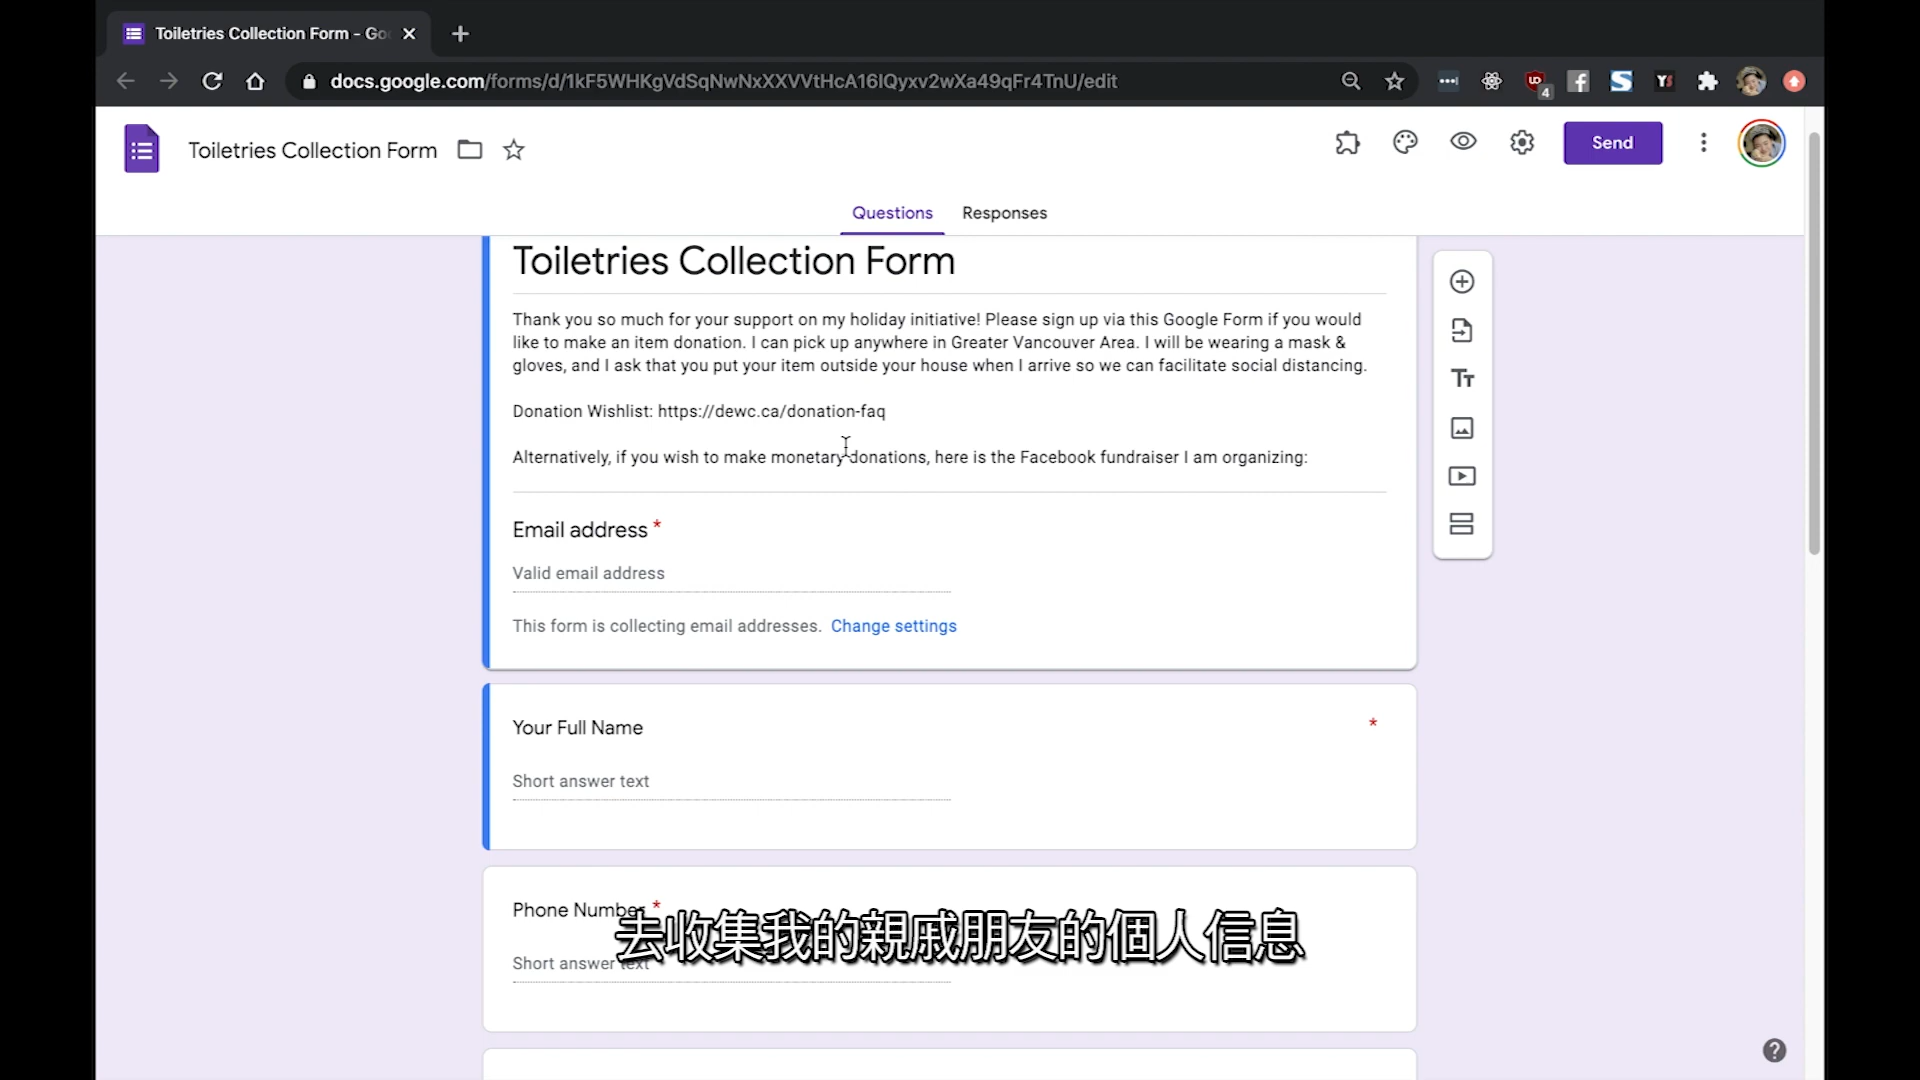 Toiletries Collection Form - Go
docs.google.com/forms/d/1kF5WHKgVdSqNwNxXXVVtHcA16IQyxv2wXa49qFr4TnU/edit
UD
4
S
YS
Toiletries Collection Form
Send
Questions
Responses
Toiletries Collection Form
Thank you so much for your support on my holiday initiative! Please sign up via this Google Form if you would
like to make an item donation. I can pick up anywhere in Greater Vancouver Area. I will be wearing a mask &
gloves, and I ask that you put your item outside your house when I arrive so we can facilitate social distancing.
Donation Wishlist: https://dewc.ca/donation-faq
Alternatively, if you wish to make monetary donations, here is the Facebook fundraiser I am organizing:
Email address *
Valid email address
This form is collecting email addresses. Change settings
Your Full Name *
Short answer text
Phone Number *
去收集我的親戚朋友的個人信息
Short answer text